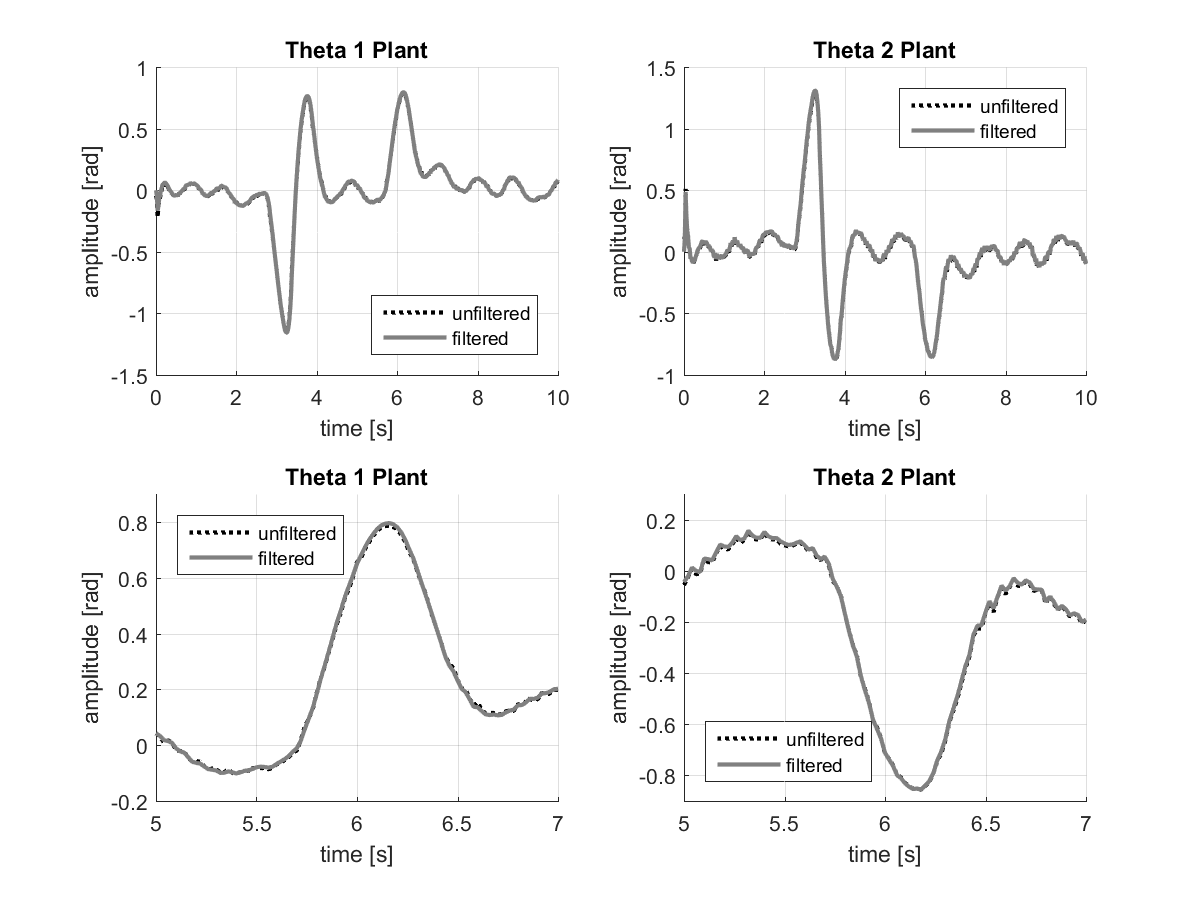 Theta 1 Plant
amplitude [rad]
1
0.5
0
-0.5
-1
-1.5
unfiltered
filtered
0 2 4 6 8 10
time [s]
Theta 2 Plant
amplitude [rad]
1.5
1
0.5
0
-0.5
-1
unfiltered
filtered
0 2 4 6 8 10
time [s]
Theta 1 Plant
amplitude [rad]
0.8
0.6
0.4
0.2
0
-0.2
unfiltered
filtered
5 5.5 6 6.5 7
time [s]
Theta 2 Plant
amplitude [rad]
0.2
0
-0.2
-0.4
-0.6
-0.8
unfiltered
filtered
5 5.5 6 6.5 7
time [s]